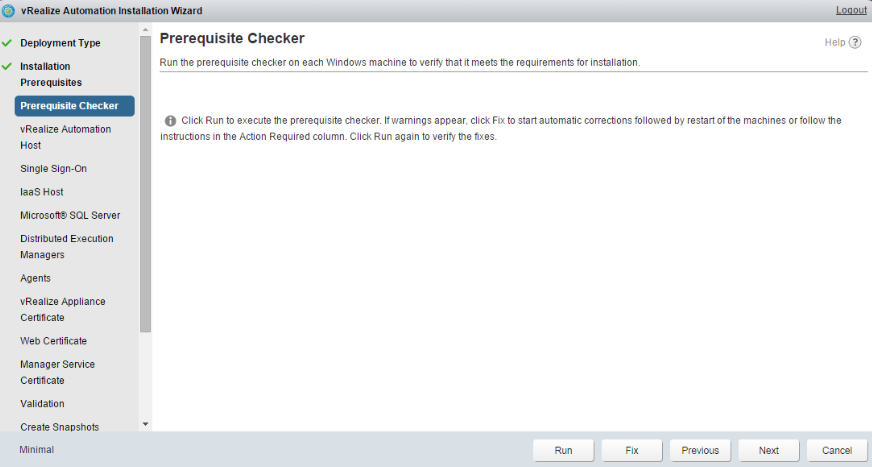 vRealize Automation Installation Wizard
Logout
Deployment Type
Installation
Prerequisites
Prerequisite Checker
vRealize Automation
Host
Single Sign-On
IaaS Host
Microsoft® SQL Server
Distributed Execution
Managers
Agents
vRealize Appliance
Certificate
Web Certificate
Manager Service
Certificate
Validation
Create Snapshots
Prerequisite Checker
Help ?
Run the prerequisite checker on each Windows machine to verify that it meets the requirements for installation.
Click Run to execute the prerequisite checker. If warnings appear, click Fix to start automatic corrections followed by restart of the machines or follow the
instructions in the Action Required column. Click Run again to verify the fixes.
Minimal
Run
Fix
Previous
Next
Cancel